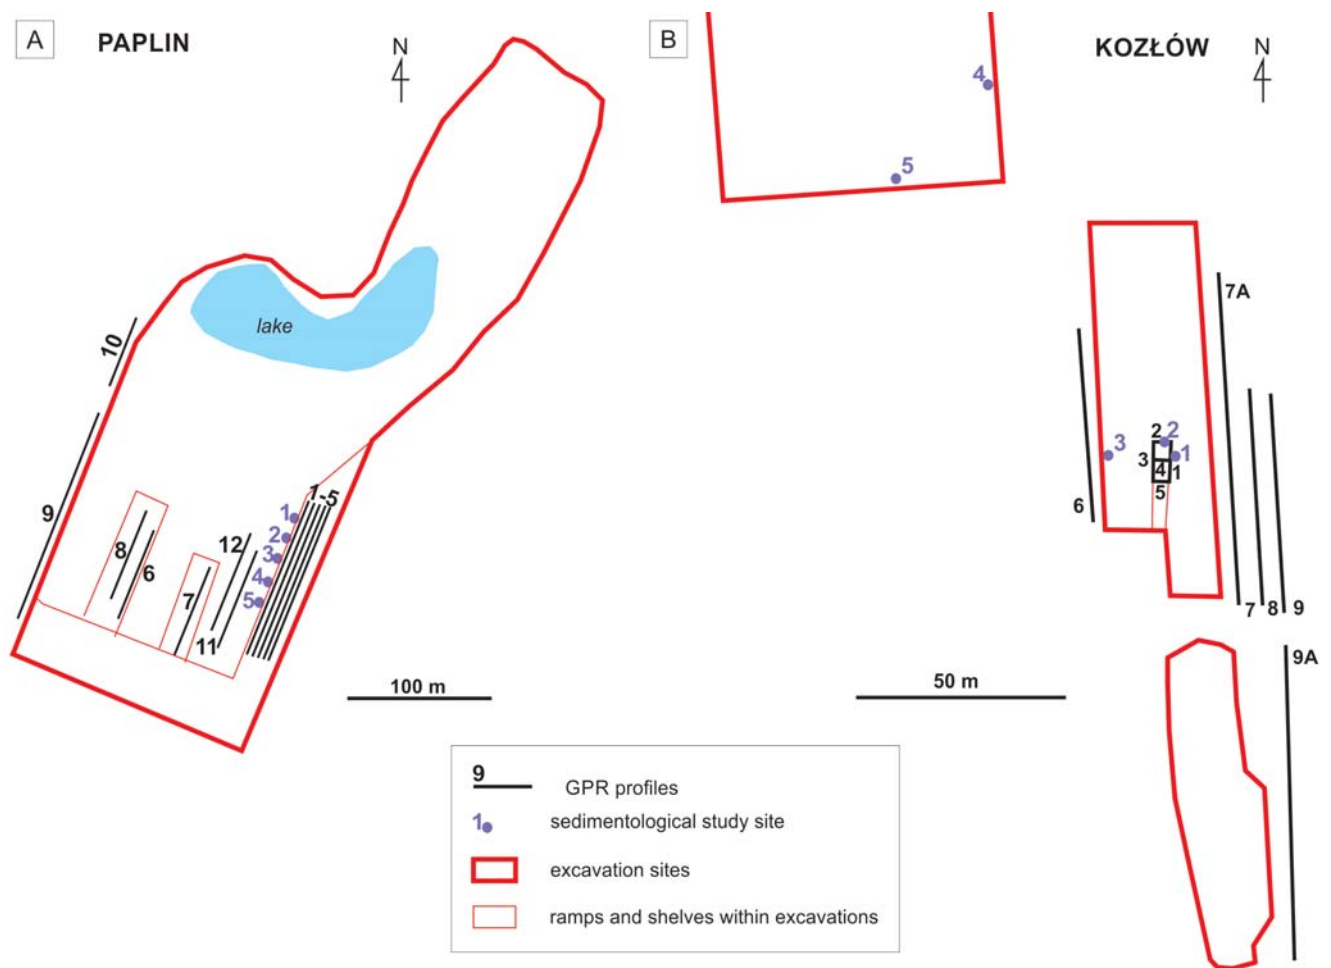 A PAPLIN
N
lake
10
9
8
6
7
12
11
1-5
1
2
3
4
5
100 m
B KOZŁÓW
N
4
5
7A
6
3
2 2
3 4 1 1
5
7 8 9
9A
50 m
9 GPR profiles
1 sedimentological study site
excavation sites
ramps and shelves within excavations